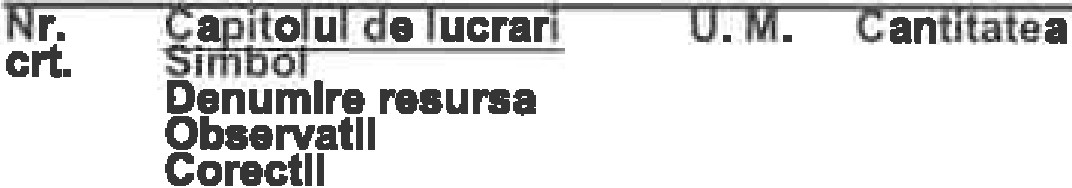 Nr. Capitolul de lucrari U. M. Cantitatea
crt. Simbol
Denumire resursa
Observatii
Corectii